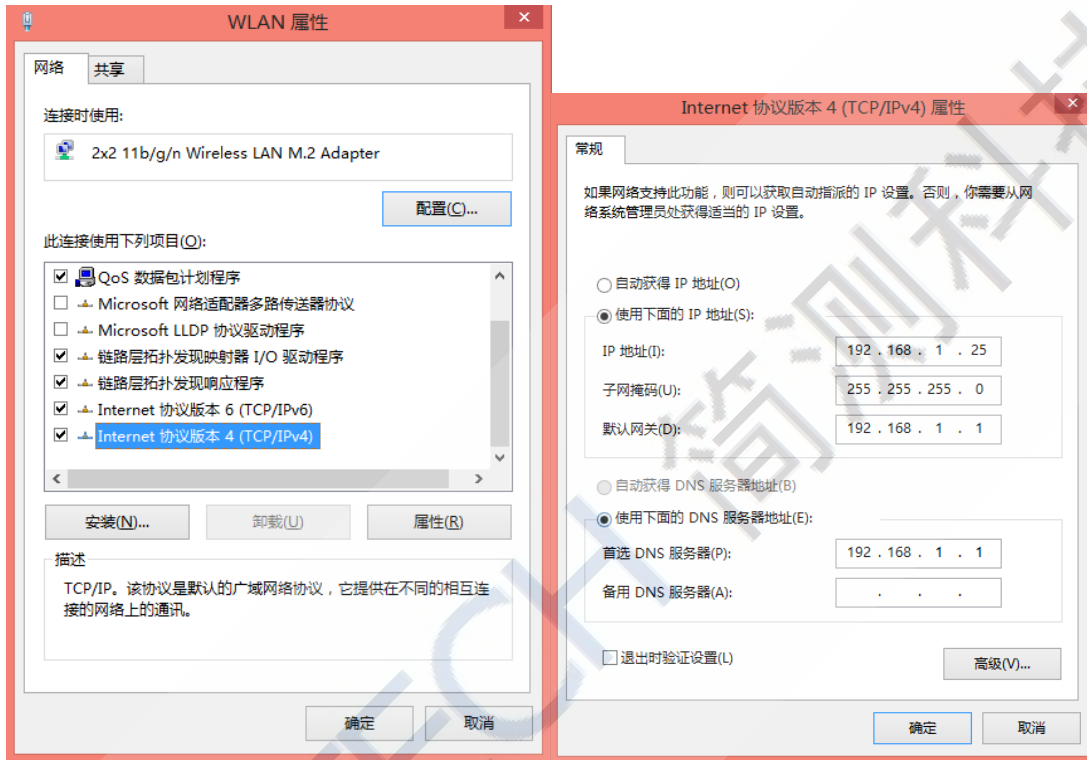 WLAN 属性
网络
共享
连接时使用:
2x2 11b/g/n Wireless LAN M.2 Adapter
配置(C)...
此连接使用下列项目(O):
QoS 数据包计划程序
Microsoft 网络适配器多路传送器协议
Microsoft LLDP 协议驱动程序
链路层拓扑发现映射器 I/O 驱动程序
链路层拓扑发现响应程序
Internet 协议版本 6 (TCP/IPv6)
Internet 协议版本 4 (TCP/IPv4)
安装(N)...
卸载(U)
属性(R)
描述
TCP/IP。该协议是默认的广域网络协议，它提供在不同的相互连
接的网络上的通讯。
确定
取消
Internet 协议版本 4 (TCP/IPv4) 属性
常规
如果网络支持此功能，则可以获取自动指派的 IP 设置。否则，你需要从网
络系统管理员处获得适当的 IP 设置。
自动获得 IP 地址(O)
使用下面的 IP 地址(S):
IP 地址(I):
192 . 168 . 1 . 25
子网掩码(U):
255 . 255 . 255 . 0
默认网关(D):
192 . 168 . 1 . 1
自动获得 DNS 服务器地址(B)
使用下面的 DNS 服务器地址(E):
首选 DNS 服务器(P):
192 . 168 . 1 . 1
备用 DNS 服务器(A):
. . .
退出时验证设置(L)
高级(V)...
确定
取消
简测科技
TECH